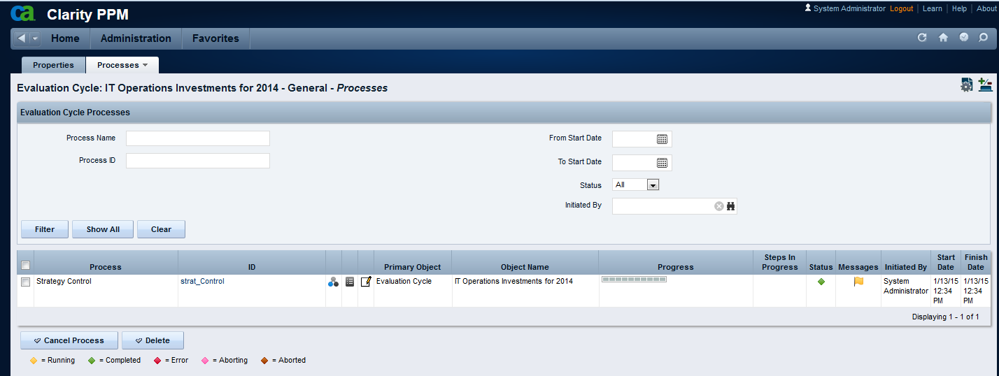 ca Clarity PPM
System Administrator Logout Learn Help About
Home Administration Favorites
Properties Processes
Evaluation Cycle: IT Operations Investments for 2014 - General - Processes
Evaluation Cycle Processes
Process Name
Process ID
From Start Date
To Start Date
Status All
Initiated By
Filter Show All Clear
Process ID Primary Object Object Name Progress Steps In Progress Status Messages Initiated By Start Date Finish Date
Strategy Control strat_Control Evaluation Cycle IT Operations Investments for 2014 System Administrator 1/13/15 12:34 PM 1/13/15 12:34 PM
Displaying 1 - 1 of 1
Cancel Process Delete
= Running = Completed = Error = Aborting = Aborted